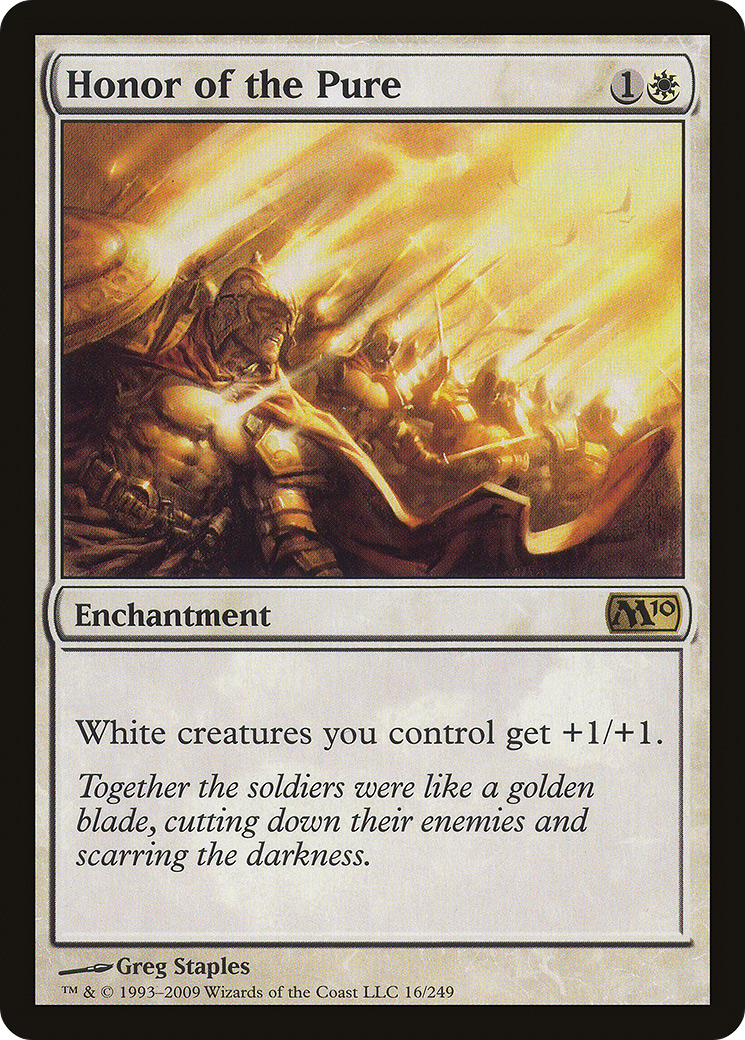 Honor of the Pure 1
Enchantment M10
White creatures you control get +1/+1.
Together the soldiers were like a golden
blade, cutting down their enemies and
scarring the darkness.
Greg Staples
™ & © 1993–2009 Wizards of the Coast LLC 16/249